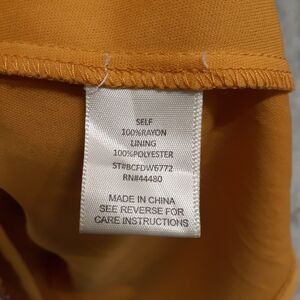 SELF
100%RAYON
LINING
100%POLYESTER
ST#BCFDW6772
RN#44480
MADE IN CHINA
SEE REVERSE FOR
CARE INSTRUCTIONS